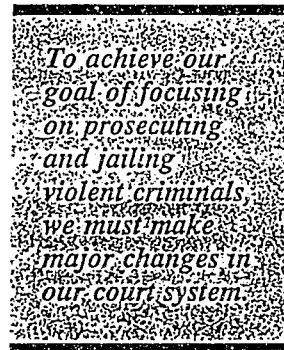 To achieve our
goal of focusing
on prosecuting
and jailing
violent criminals,
we must make
major changes in
our court system.